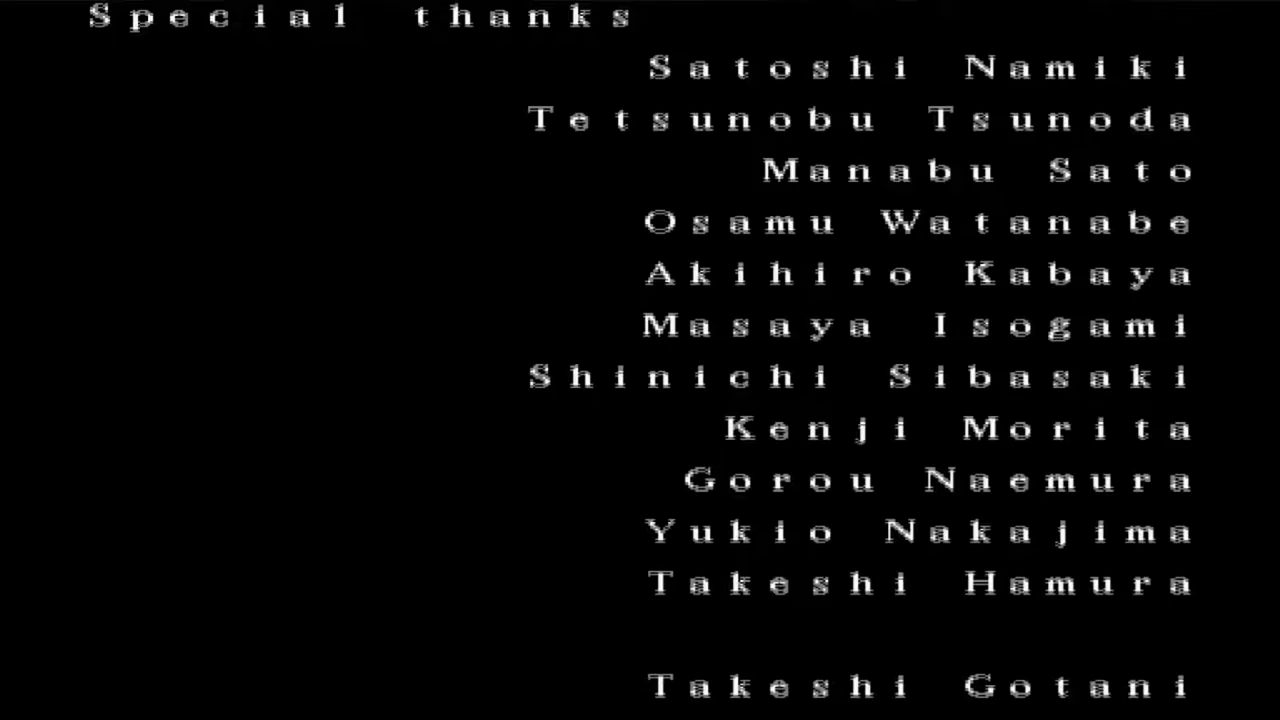 Special thanks
Satoshi Namiki
Tetsunobu Tsunoda
Manabu Sato
Osamu Watanabe
Akihiro Kabaya
Masaya Isogami
Shinichi Sibasaki
Kenji Morita
Gorou Naemura
Yukio Nakajima
Takeshi Hamura
Takeshi Gotani